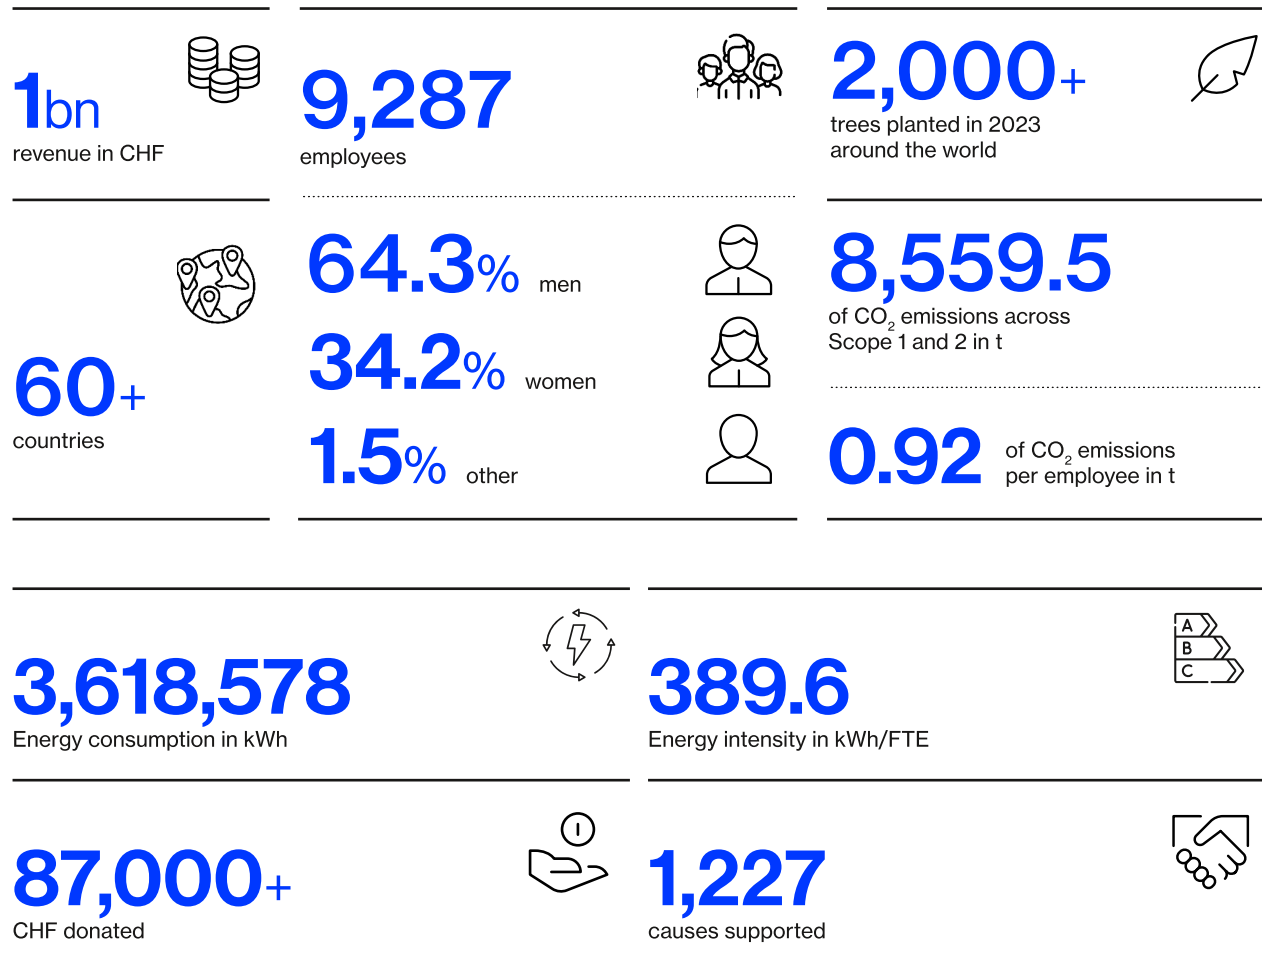 1bn
revenue in CHF
9,287
employees
2,000+
trees planted in 2023
around the world
60+
countries
64.3% men
34.2% women
1.5% other
8,559.5
of CO2 emissions across
Scope 1 and 2 in t
0.92
of CO2 emissions
per employee in t
3,618,578
Energy consumption in kWh
A
B
C
389.6
Energy intensity in kWh/FTE
87,000+
CHF donated
1,227
causes supported